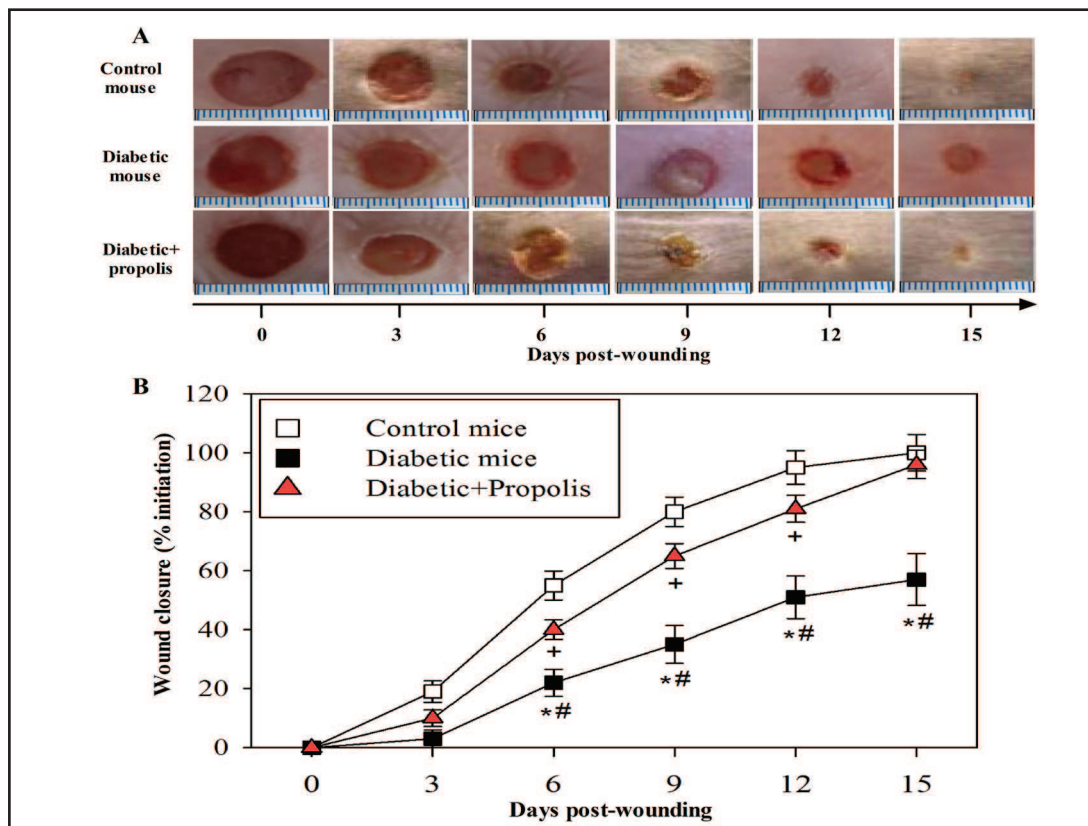 A
Control
mouse
Diabetic
mouse
Diabetic+
propolis
0 3 6 9 12 15
Days post-wounding
B
120
100
80
60
40
20
0
Wound closure (% initiation)
Control mice
Diabetic mice
Diabetic+Propolis
+
+
+
*#
*#
*#
*#
0 3 6 9 12 15
Days post-wounding